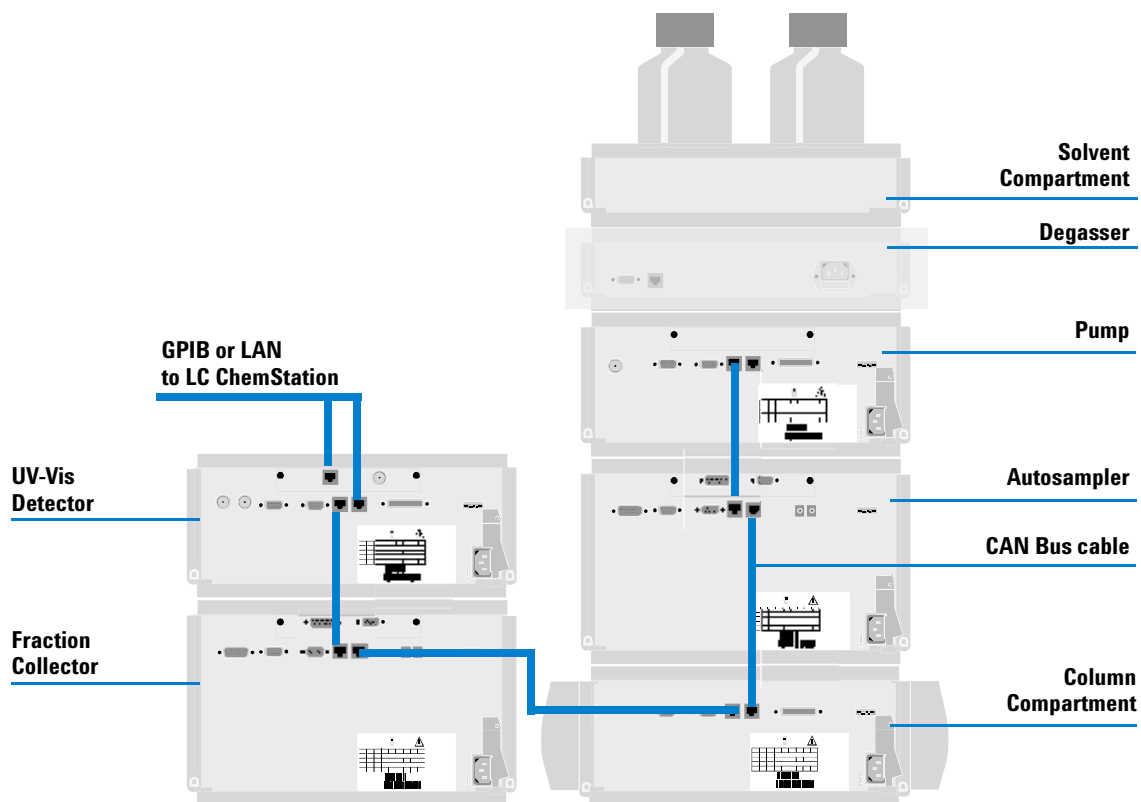 Solvent
Compartment
Degasser
Pump
GPIB or LAN
to LC ChemStation
UV-Vis
Detector
Autosampler
CAN Bus cable
Fraction
Collector
Column
Compartment